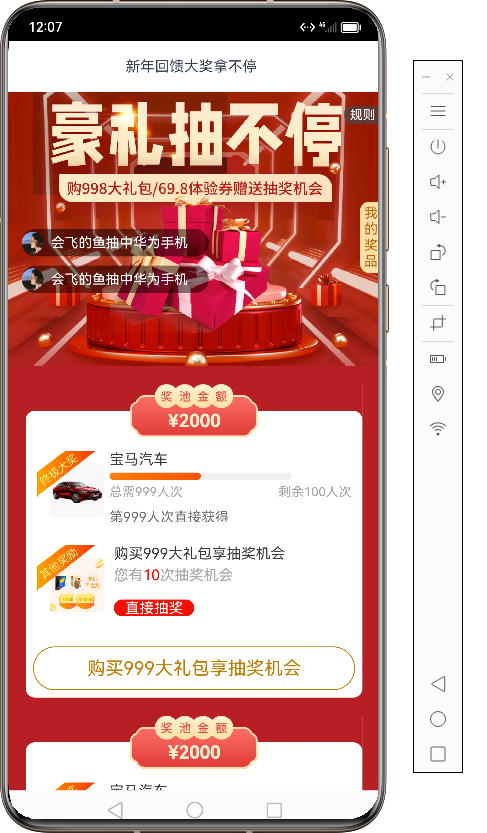 12:07
4G
新年回馈大奖拿不停
豪礼抽不停
规则
购998大礼包/69.8体验券赠送抽奖机会
我的奖品
会飞的鱼抽中华为手机
会飞的鱼抽中华为手机
奖池金额
¥2000
终极大奖
宝马汽车
总需999人次
剩余100人次
第999人次直接获得
其他奖励
购买999大礼包享抽奖机会
您有10次抽奖机会
直接抽奖
购买999大礼包享抽奖机会
奖池金额
¥2000
宝马汽车